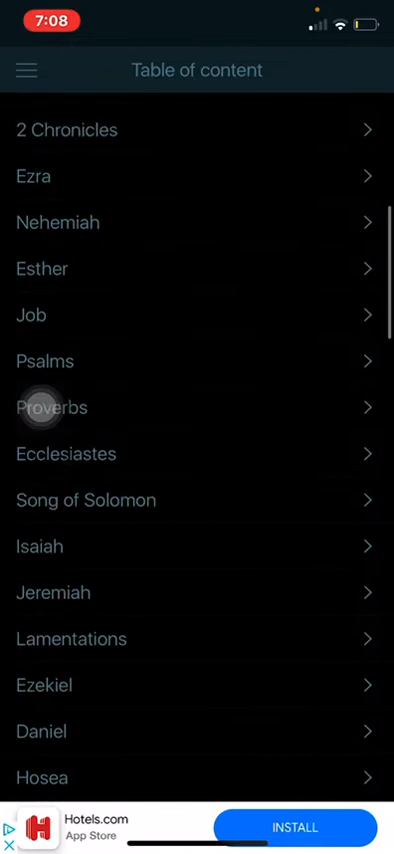 7:08
Table of content
2 Chronicles
Ezra
Nehemiah
Esther
Job
Psalms
Proverbs
Ecclesiastes
Song of Solomon
Isaiah
Jeremiah
Lamentations
Ezekiel
Daniel
Hosea
Hotels.com
App Store
INSTALL